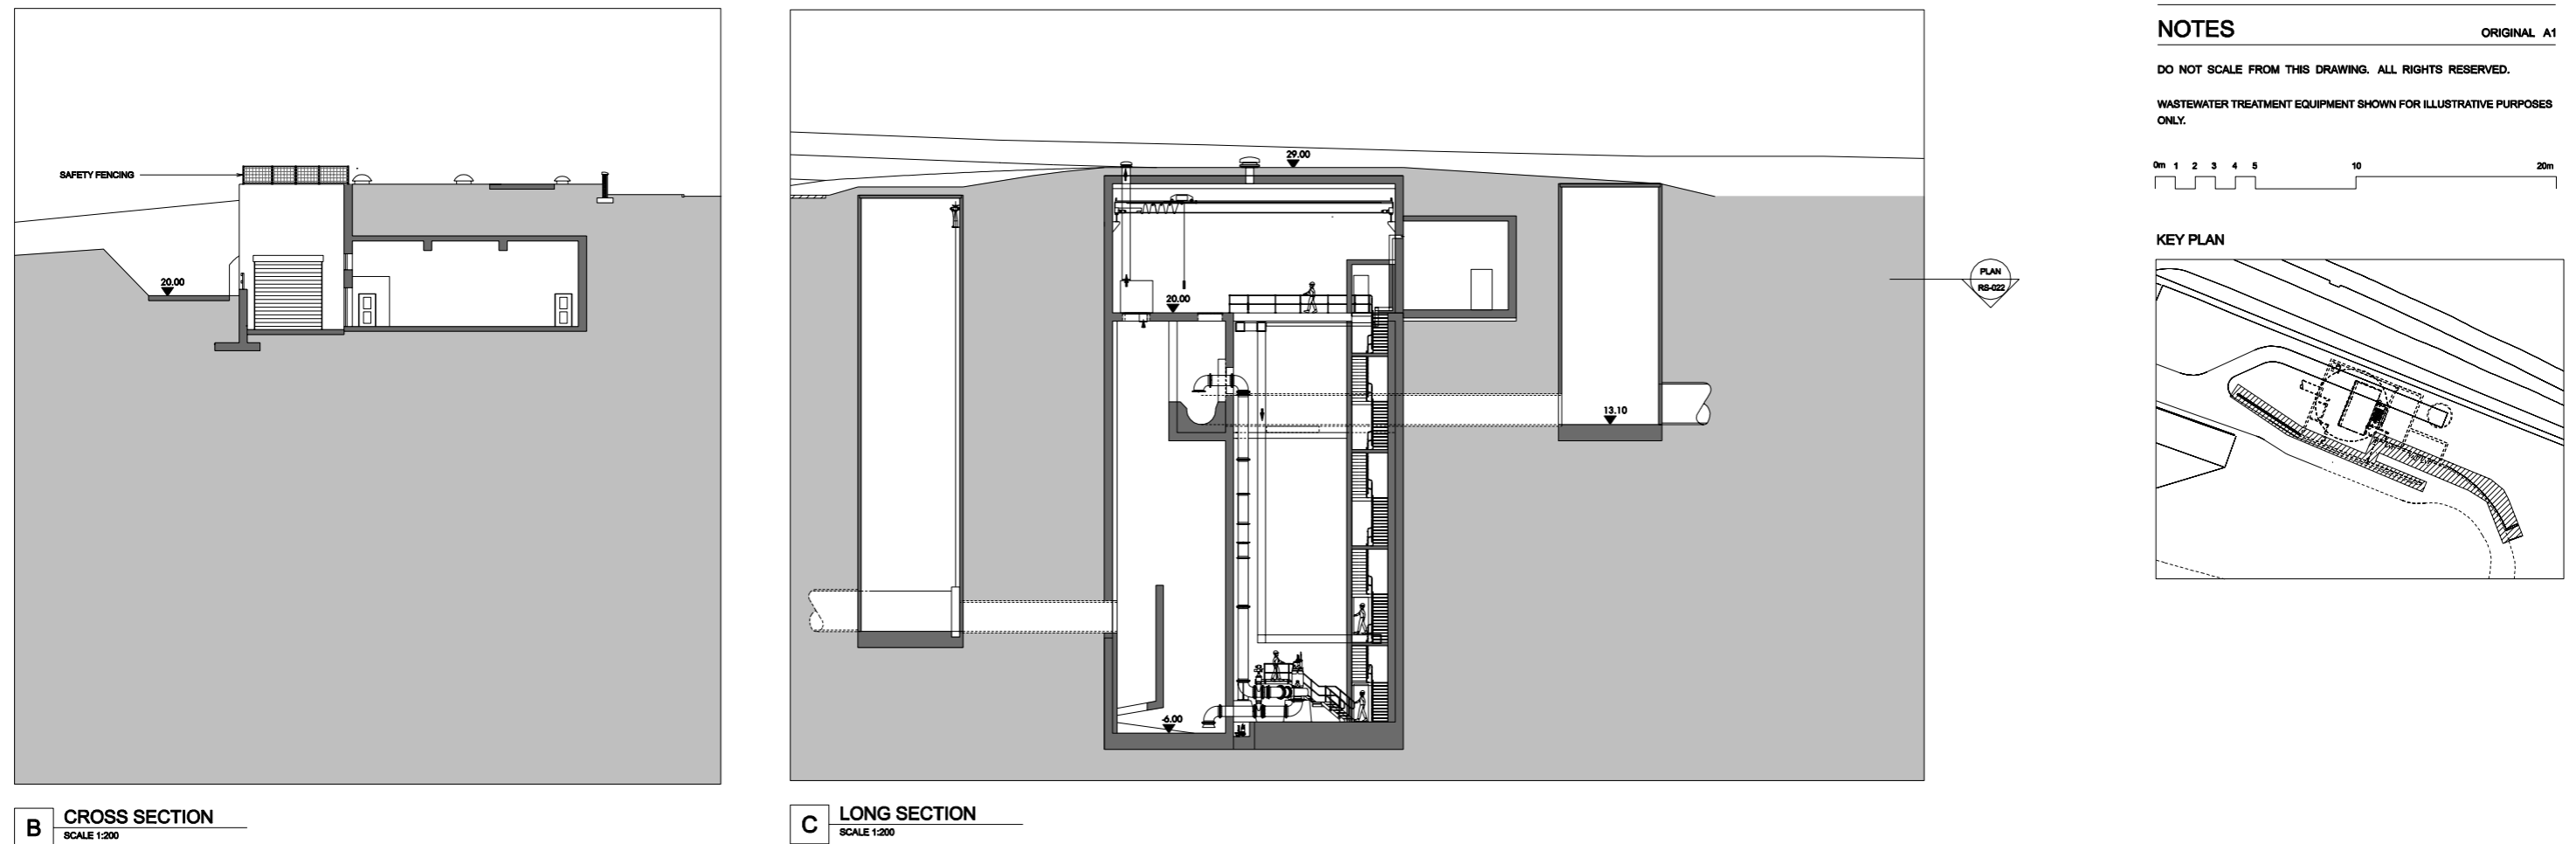 SAFETY FENCING
20.00
B
CROSS SECTION
SCALE 1:200
29.00
20.00
13.10
-6.00
PLAN
RS-022
C
LONG SECTION
SCALE 1:200
NOTES
ORIGINAL A1
DO NOT SCALE FROM THIS DRAWING. ALL RIGHTS RESERVED.
WASTEWATER TREATMENT EQUIPMENT SHOWN FOR ILLUSTRATIVE PURPOSES
ONLY.
0m 1 2 3 4 5 10 20m
KEY PLAN